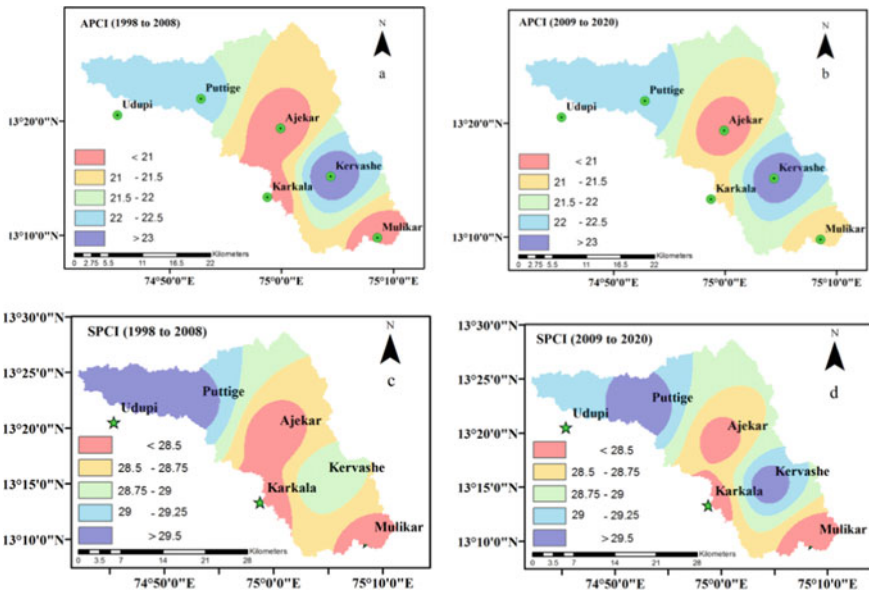 APCI (1998 to 2008)
N
a
Puttige
Udupi
13°20'0"N
Ajekar
Kervashe
Karkala
Mulikar
13°10'0"N
< 21
21 - 21.5
21.5 - 22
22 - 22.5
> 23
Kilometers
0 2.75 5.5 11 16.5 22
74°50'0"E 75°0'0"E 75°10'0"E
APCI (2009 to 2020)
N
b
Puttige
Udupi
13°20'0"N
Ajekar
Kervashe
Karkala
Mulikar
13°10'0"N
< 21
21 - 21.5
21.5 - 22
22 - 22.5
>23
Kilometers
0 2.75 5.5 11 16.5 22
74°50'0"E 75°0'0"E 75°10'0"E
13°30'0"N
SPCI (1998 to 2008)
N
c
13°25'0"N
Puttige
Udupi
13°20'0"N
Ajekar
Kervashe
13°15'0"N
Karkala
Mulikar
13°10'0"N
< 28.5
28.5 - 28.75
28.75 - 29
29 - 29.25
> 29.5
Kilometers
0 3.5 7 14 21 28
74°50'0"E 75°0'0"E 75°10'0"E
13°30'0"N
SPCI (2009 to 2020)
N
d
13°25'0"N
Puttige
Udupi
13°20'0"N
Ajekar
Kervashe
13°15'0"N
Karkala
Mulikar
13°10'0"N
< 28.5
28.5 - 28.75
28.75 - 29
29 - 29.25
> 29.5
Kilometers
0 3.5 7 14 21 28
74°50'0"E 75°0'0"E 75°10'0"E